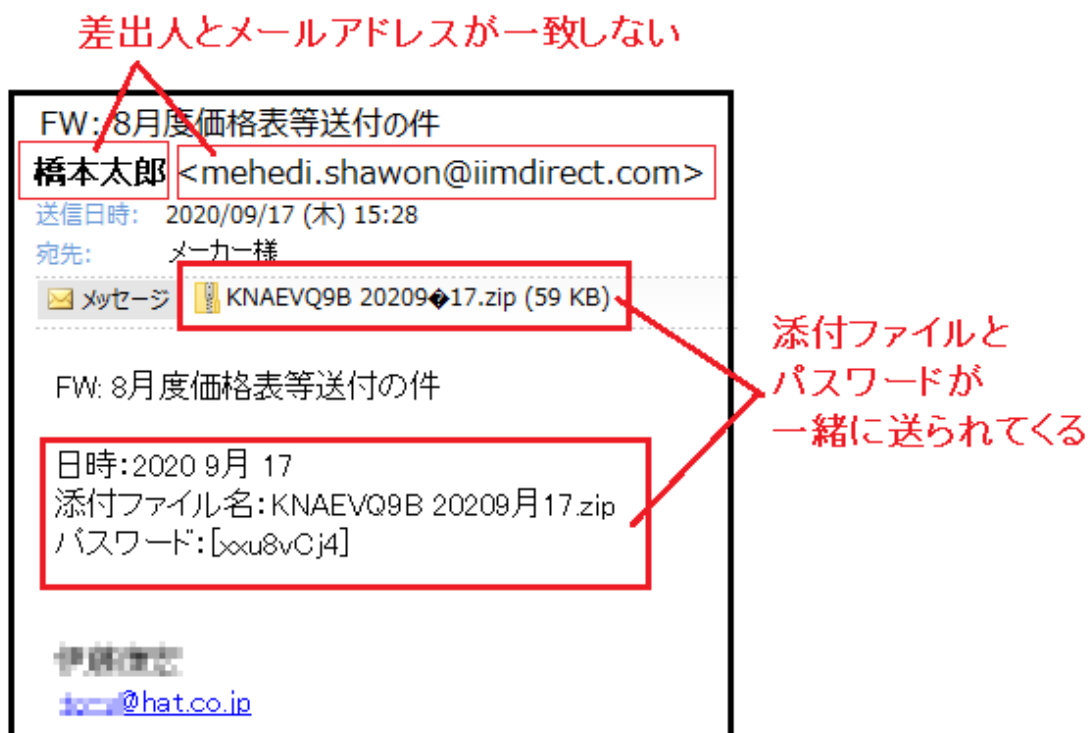 差出人とメールアドレスが一致しない
FW: 8月度価格表等送付の件
橋本太郎 <mehedi.shawon@iimdirect.com>
送信日時: 2020/09/17 (木) 15:28
宛先: メーカー様
メッセージ KNAEVQ9B 20209�17.zip (59 KB)
添付ファイルと
パスワードが
一緒に送られてくる
FW: 8月度価格表等送付の件
日時:2020 9月 17
添付ファイル名:KNAEVQ9B 20209月17.zip
パスワード:[xxu8vCj4]
@hat.co.jp